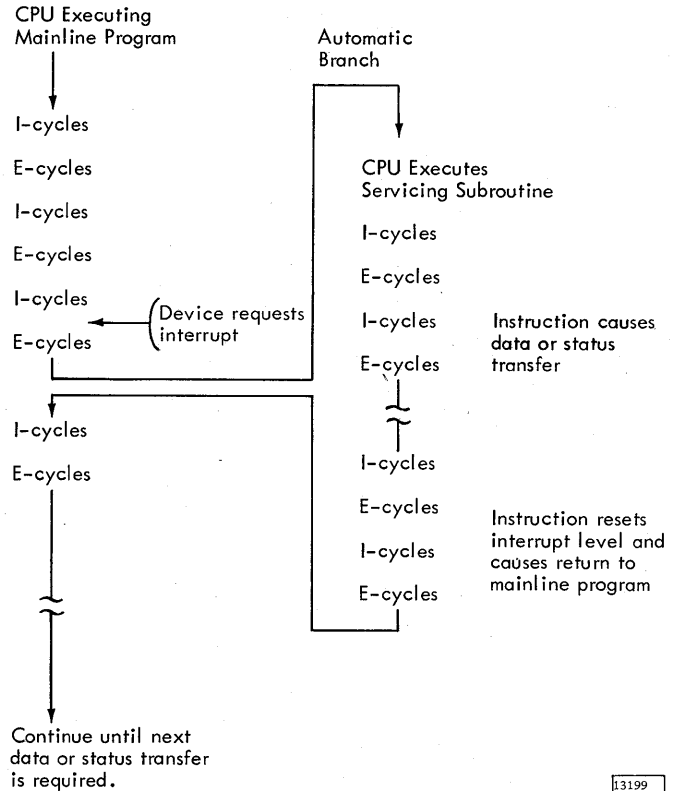 CPU Executing
Mainline Program
I-cycles
E-cycles
I-cycles
E-cycles
I-cycles
E-cycles
Device requests
interrupt
I-cycles
E-cycles
Continue until next
data or status transfer
is required.
Automatic
Branch
CPU Executes
Servicing Subroutine
I-cycles
E-cycles
I-cycles
E-cycles
Instruction causes
data or status
transfer
I-cycles
E-cycles
I-cycles
E-cycles
Instruction resets
interrupt level and
causes return to
mainline program
13199